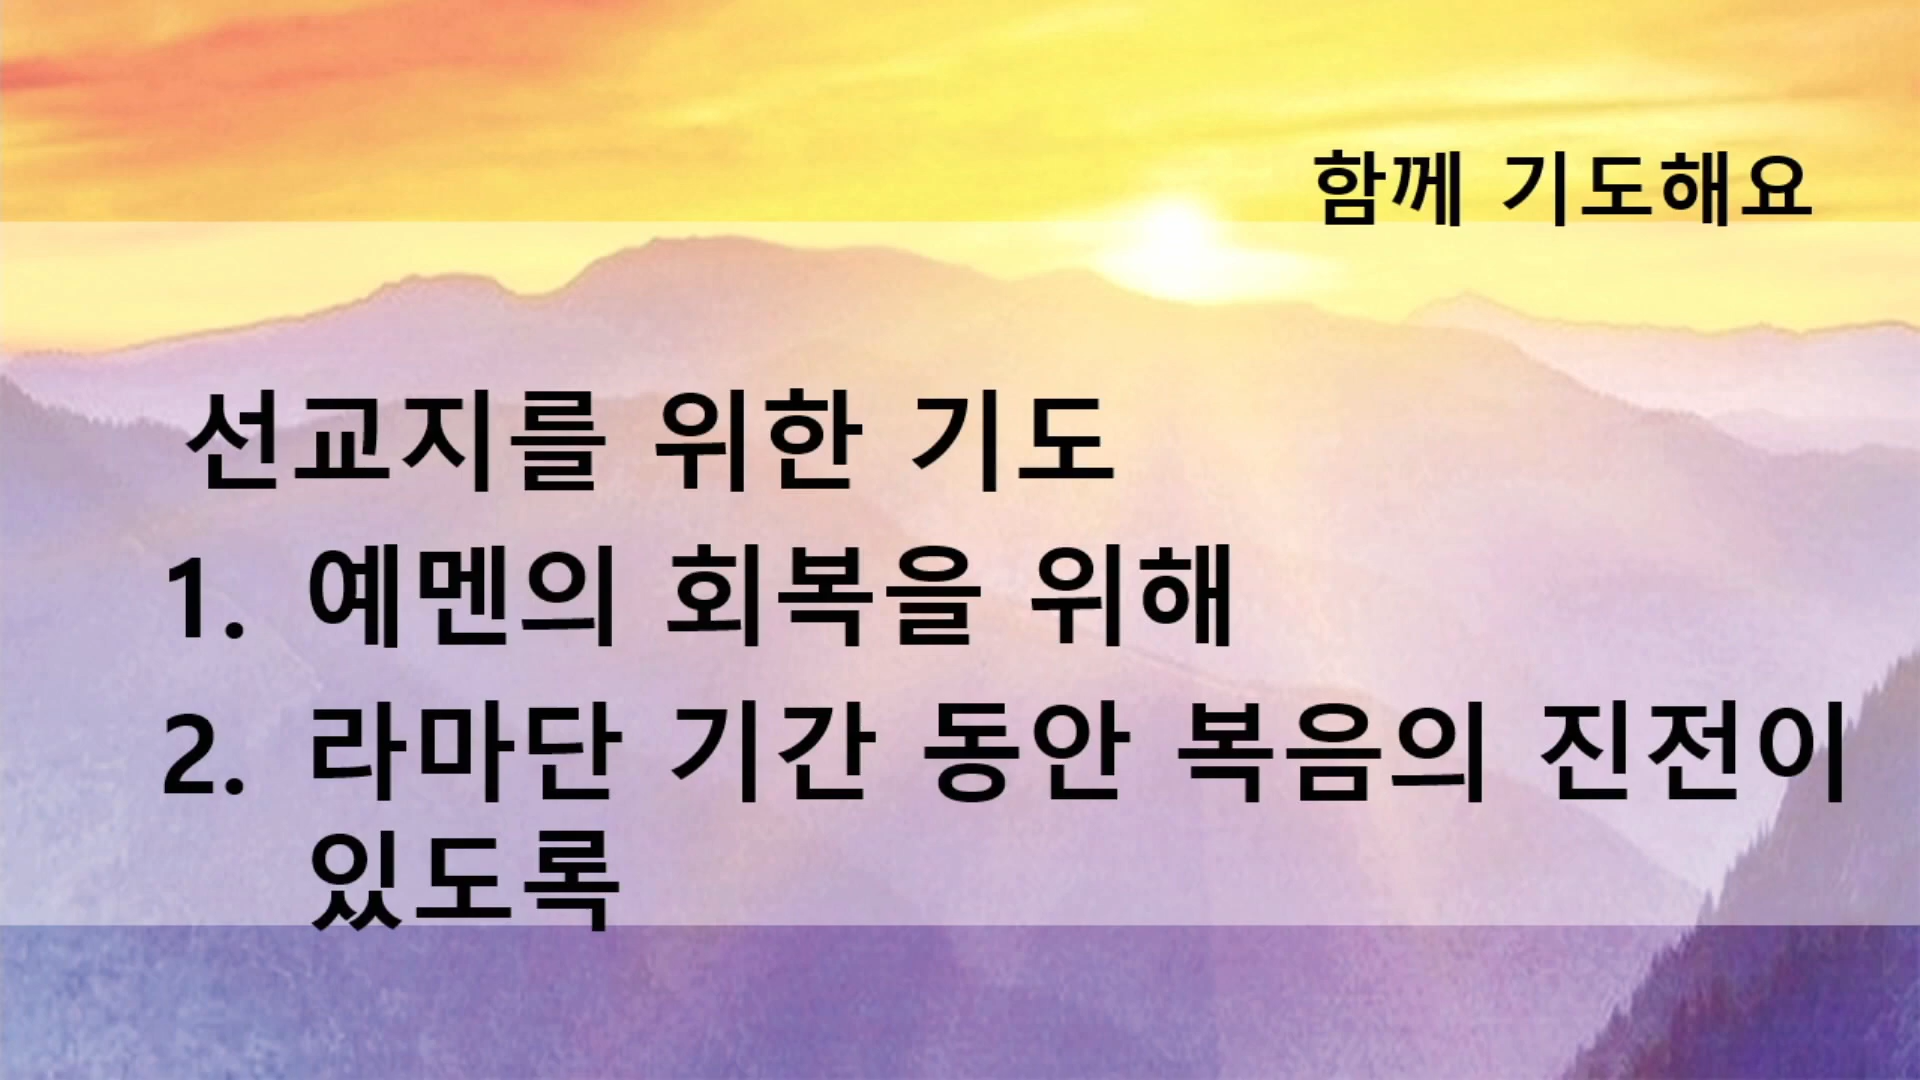 함께 기도해요
선교지를 위한 기도
1. 예멘의 회복을 위해
2. 라마단 기간 동안 복음의 진전이
있도록